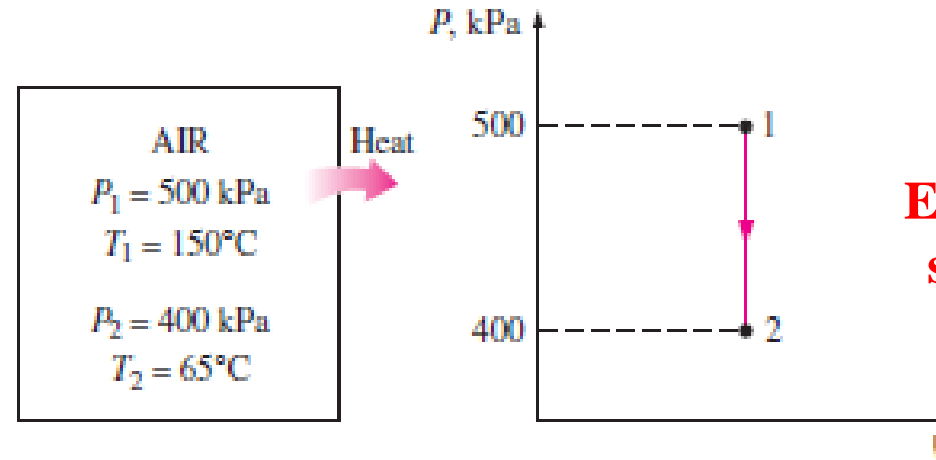 P, kPa
AIR
P₁ = 500 kPa
T₁ = 150°C
P₂ = 400 kPa
T₂ = 65°C
Heat
500
1
400
2
E
s